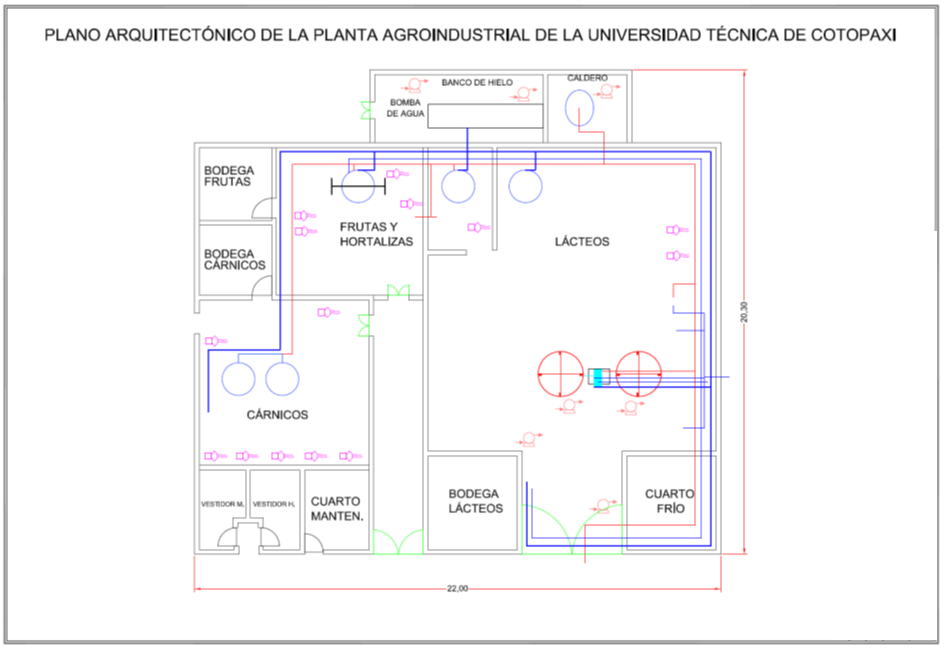 PLANO ARQUITECTÓNICO DE LA PLANTA AGROINDUSTRIAL DE LA UNIVERSIDAD TÉCNICA DE COTOPAXI
BANCO DE HIELO
CALDERO
BOMBA
DE AGUA
BODEGA
FRUTAS
FRUTAS Y
HORTALIZAS
LÁCTEOS
BODEGA
CÁRNICOS
20,30
CÁRNICOS
VESTIDOR M.
VESTIDOR H.
CUARTO
MANTEN.
BODEGA
LÁCTEOS
CUARTO
FRÍO
22,00